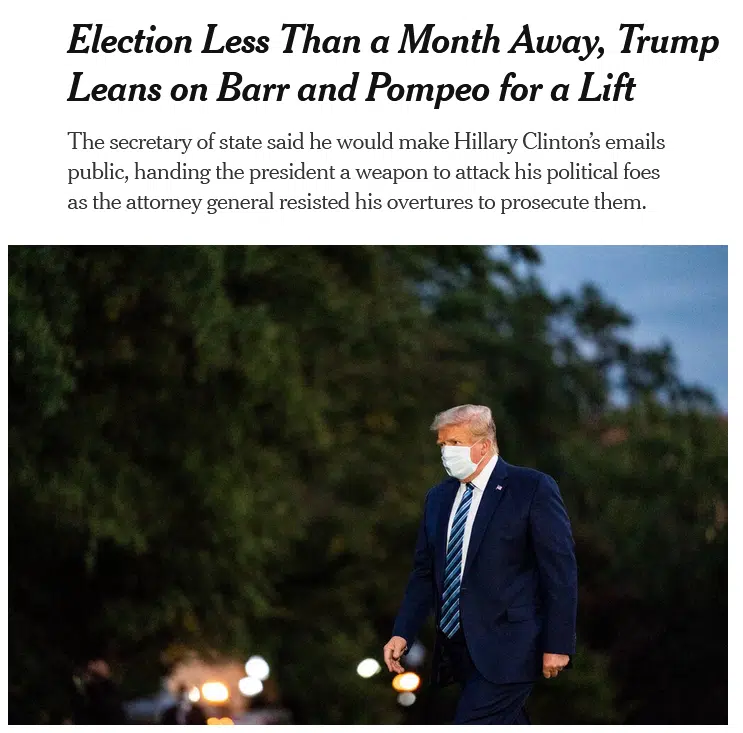 Election Less Than a Month Away, Trump
Leans on Barr and Pompeo for a Lift
The secretary of state said he would make Hillary Clinton’s emails
public, handing the president a weapon to attack his political foes
as the attorney general resisted his overtures to prosecute them.